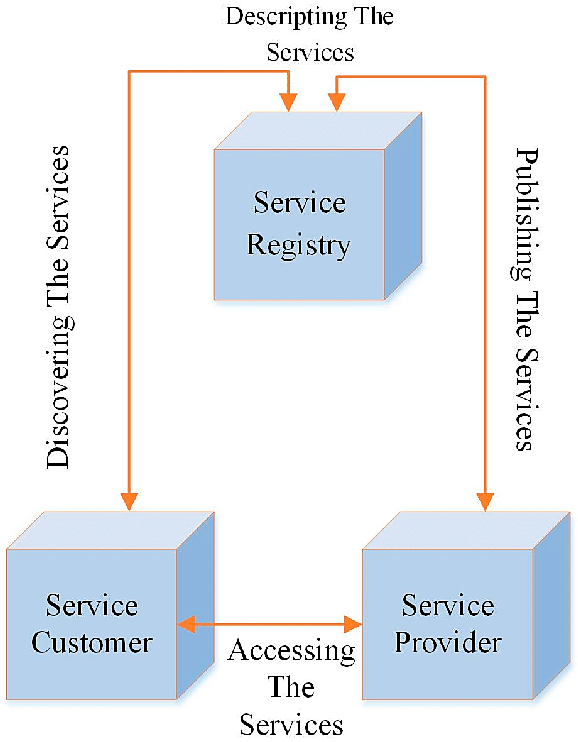 Descripting The
Services
Discovering The Services
Publishing The Services
Service
Registry
Service
Customer
Service
Provider
Accessing
The
Services